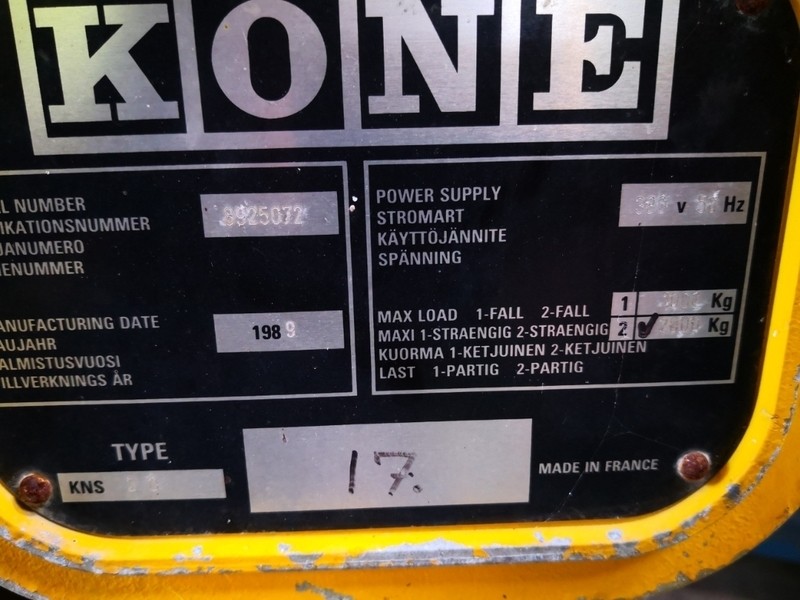 KONE
L NUMBER
IKATIONSNUMMER
JANUMERO
IENUMMER
8925072
ANUFACTURING DATE
AUJAHR
ALMISTUSVUOSI
ILLVERKNINGS ÅR
1989
POWER SUPPLY
STROMART
KÄYTTÖJÄNNITE
SPÄNNING
V Hz
MAX LOAD 1-FALL 2-FALL 1 Kg
MAXI 1-STRAENGIG 2-STRAENGIG 2 ✓ Kg
KUORMA 1-KETJUINEN 2-KETJUINEN
LAST 1-PARTIG 2-PARTIG
TYPE
KNS
17.
MADE IN FRANCE